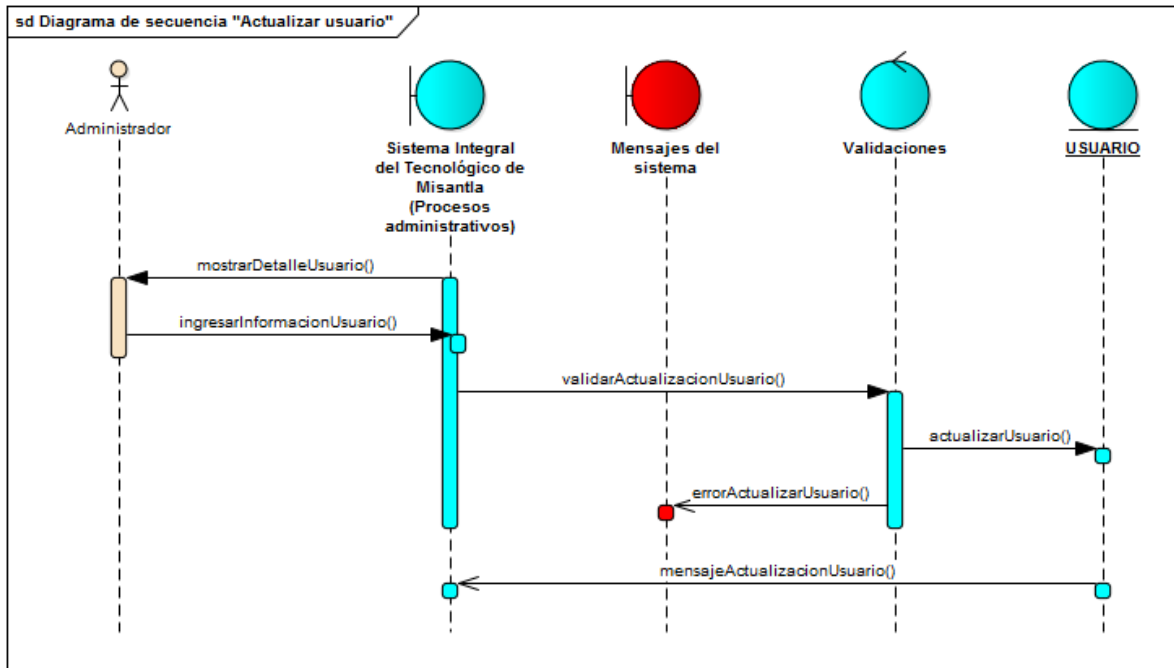 sd Diagrama de secuencia "Actualizar usuario"
Administrador
Sistema Integral
del Tecnológico de
Misantla
(Procesos
administrativos)
Mensajes del
sistema
Validaciones
USUARIO
mostrarDetalleUsuario()
ingresarInformacionUsuario()
validarActualizacionUsuario()
actualizarUsuario()
errorActualizarUsuario()
mensajeActualizacionUsuario()